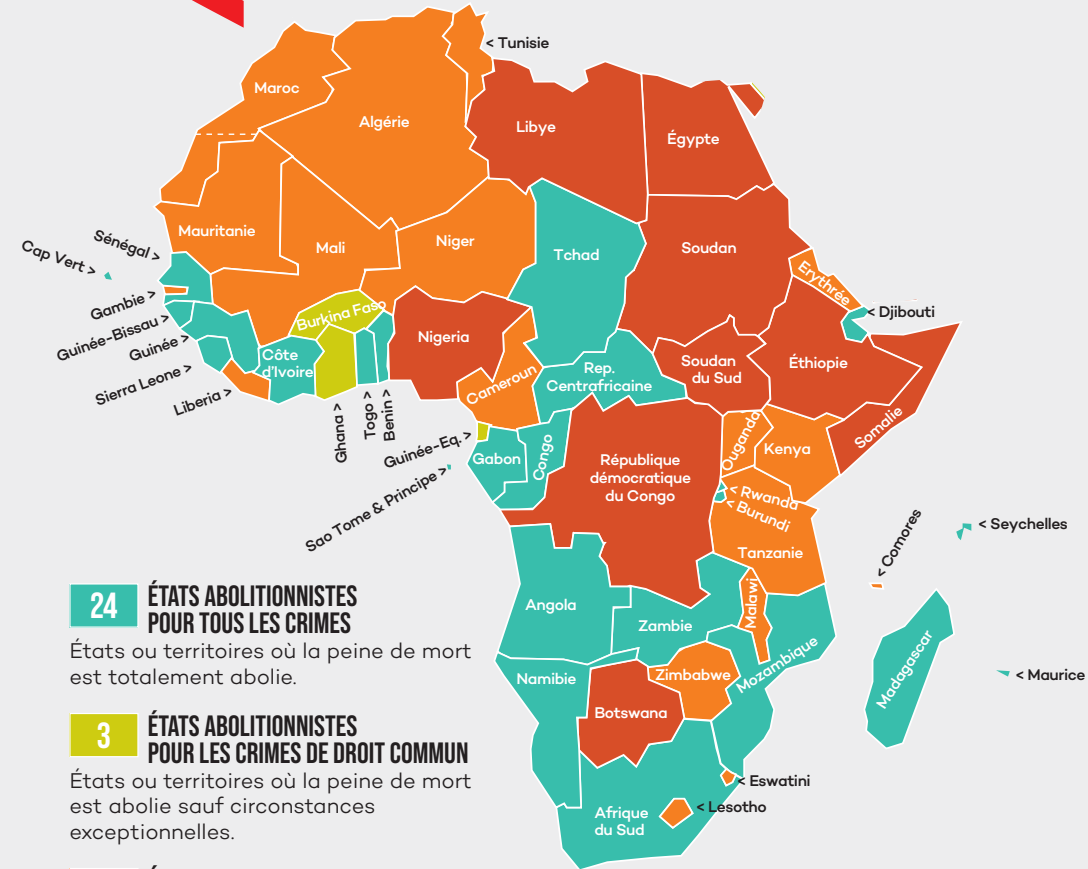 < Tunisie
Maroc
Algérie
Libye
Égypte
Mauritanie
Mali
Niger
Tchad
Soudan
Erythrée
Sénégal >
Cap Vert >
Gambie >
Guinée-Bissau >
Guinée >
Sierra Leone >
Liberia >
Burkina Faso
Côte
d'Ivoire
Ghana >
Togo >
Benin >
Nigeria
Cameroun
Rep.
Centrafricaine
Soudan
du Sud
Éthiopie
< Djibouti
Somalie
Guinée-Eq. >
Sao Tome & Principe >
Gabon
Congo
République
démocratique
du Congo
Ouganda
Kenya
< Rwanda
< Burundi
Tanzanie
< Comores
< Seychelles
Angola
Zambie
Malawi
Mozambique
Madagascar
< Maurice
Namibie
Zimbabwe
Botswana
< Eswatini
< Lesotho
Afrique
du Sud
24
ÉTATS ABOLITIONNISTES
POUR TOUS LES CRIMES
États ou territoires où la peine de mort
est totalement abolie.
3
ÉTATS ABOLITIONNISTES
POUR LES CRIMES DE DROIT COMMUN
États ou territoires où la peine de mort
est abolie sauf circonstances
exceptionnelles.